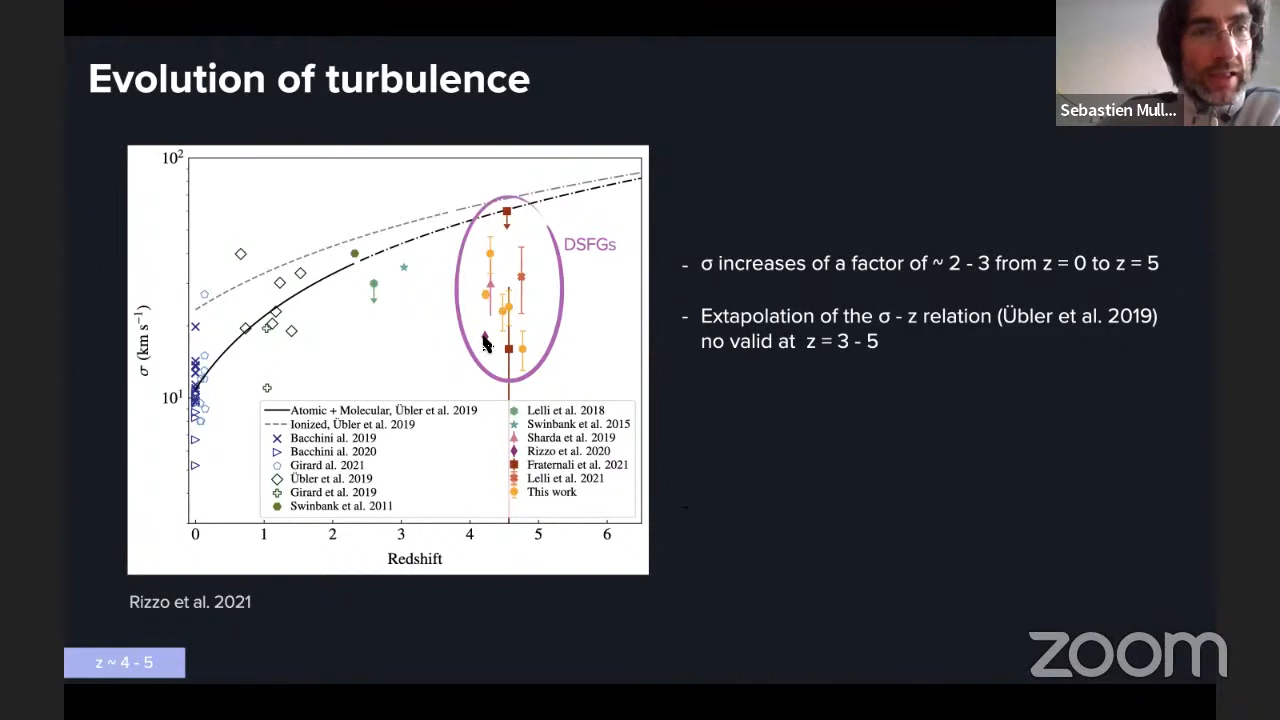 Evolution of turbulence
Sebastien Mull...
10²
10¹
σ (km s⁻¹)
DSFGs
Atomic + Molecular, Übler et al. 2019
Ionized, Übler et al. 2019
Bacchini al. 2019
Bacchini al. 2020
Girard al. 2021
Übler et al. 2019
Girard et al. 2019
Swinbank et al. 2011
Lelli et al. 2018
Swinbank et al. 2015
Sharda et al. 2019
Rizzo et al. 2020
Fraternali et al. 2021
Lelli et al. 2021
This work
0 1 2 3 4 5 6
Redshift
Rizzo et al. 2021
- σ increases of a factor of ~ 2 - 3 from z = 0 to z = 5
- Extapolation of the σ - z relation (Übler et al. 2019)
no valid at z = 3 - 5
-
z ~ 4 - 5
zoom